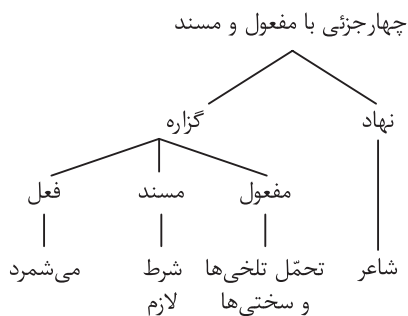 چهارجزئی با مفعول و مسند
نهاد گزاره
مفعول مسند فعل
شاعر تحمّل تلخی‌ها شرط می‌شمرد
و سختی‌ها لازم